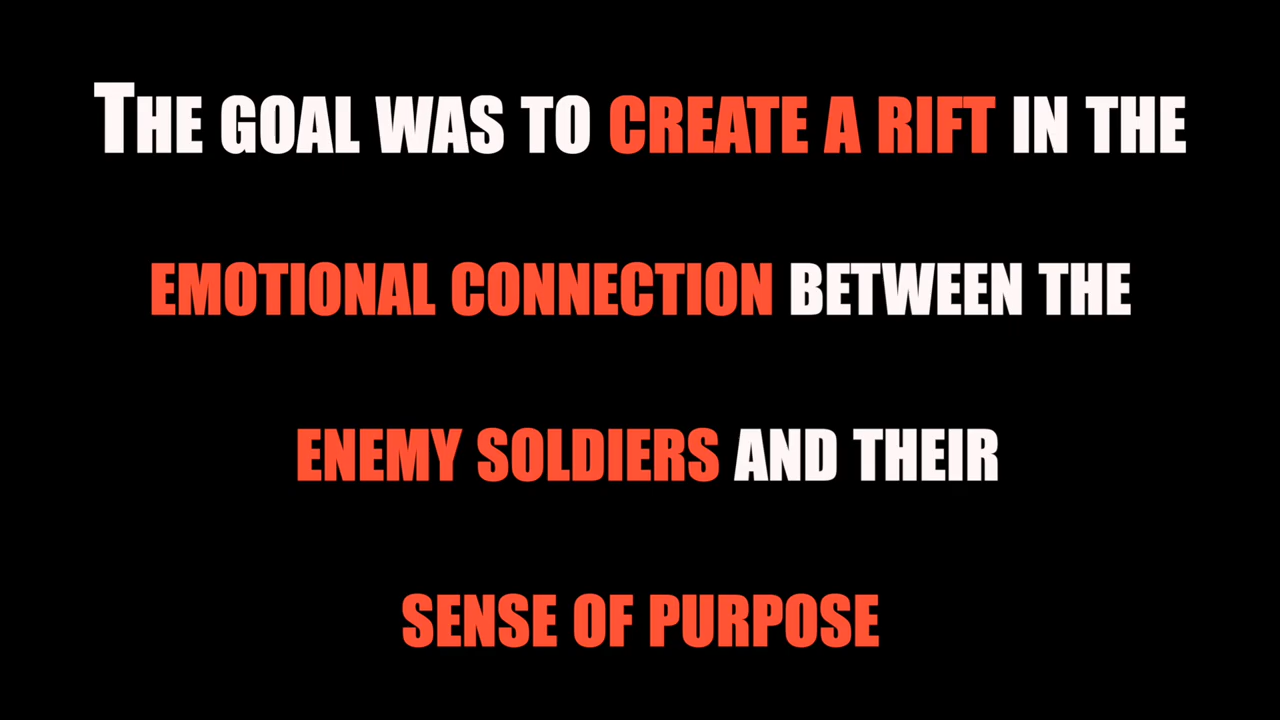 THE GOAL WAS TO CREATE A RIFT IN THE
EMOTIONAL CONNECTION BETWEEN THE
ENEMY SOLDIERS AND THEIR
SENSE OF PURPOSE